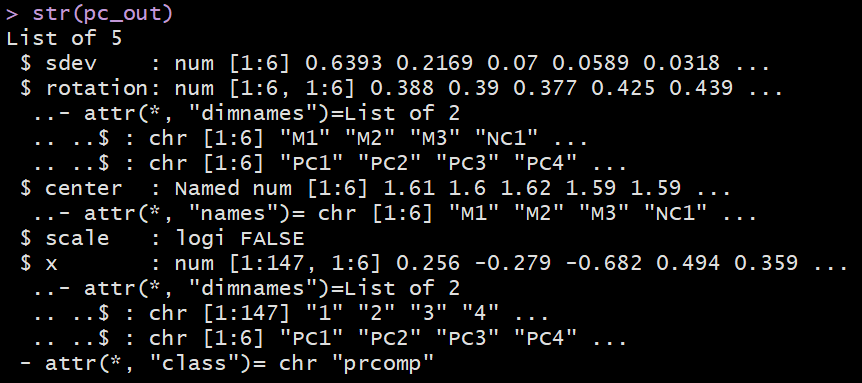 > str(pc_out)
List of 5
 $ sdev    : num [1:6] 0.6393 0.2169 0.07 0.0589 0.0318 ...
 $ rotation: num [1:6, 1:6] 0.388 0.39 0.377 0.425 0.439 ...
  ..- attr(*, "dimnames")=List of 2
  .. ..$ : chr [1:6] "M1" "M2" "M3" "NC1" ...
  .. ..$ : chr [1:6] "PC1" "PC2" "PC3" "PC4" ...
 $ center  : Named num [1:6] 1.61 1.6 1.62 1.59 1.59 ...
  ..- attr(*, "names")= chr [1:6] "M1" "M2" "M3" "NC1" ...
 $ scale   : logi FALSE
 $ x       : num [1:147, 1:6] 0.256 -0.279 -0.682 0.494 0.359 ...
  ..- attr(*, "dimnames")=List of 2
  .. ..$ : chr [1:147] "1" "2" "3" "4" ...
  .. ..$ : chr [1:6] "PC1" "PC2" "PC3" "PC4" ...
 - attr(*, "class")= chr "prcomp"